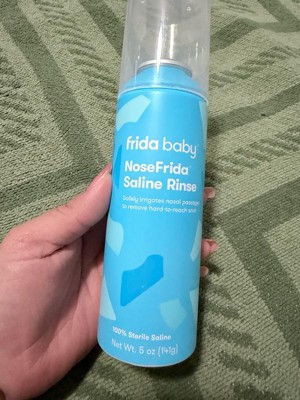 frida baby
NoseFrida™
Saline Rinse
Safely irrigates nasal passages
to remove hard-to-reach snot
100% Sterile Saline
Net Wt. 5 oz (141g)